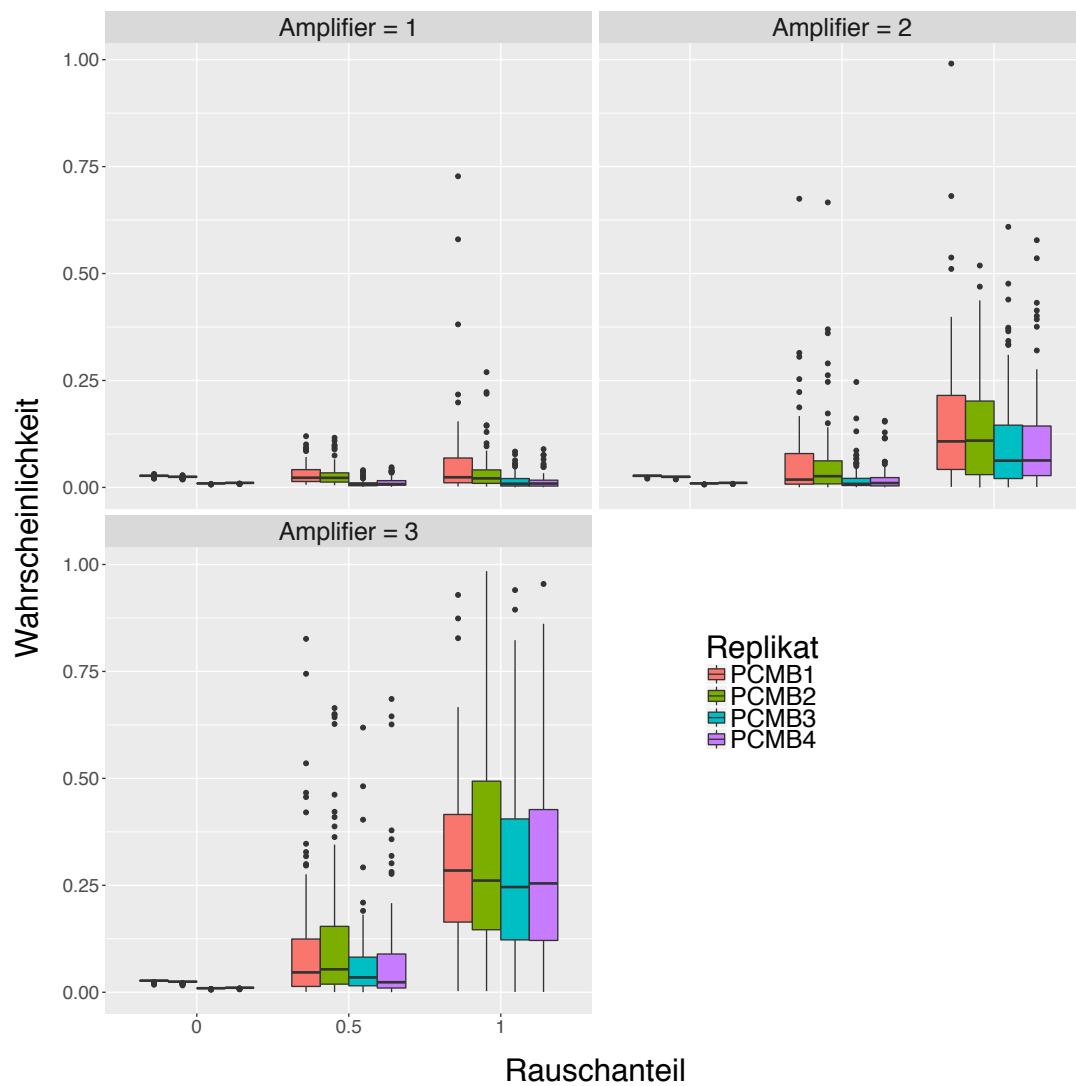 Amplifier = 1
Amplifier = 2
1.00
0.75
0.50
0.25
0.00
Amplifier = 3
1.00
0.75
0.50
0.25
0.00
0
0.5
1
Wahrscheinlichkeit
Rauschanteil
Replikat
PCMB1
PCMB2
PCMB3
PCMB4